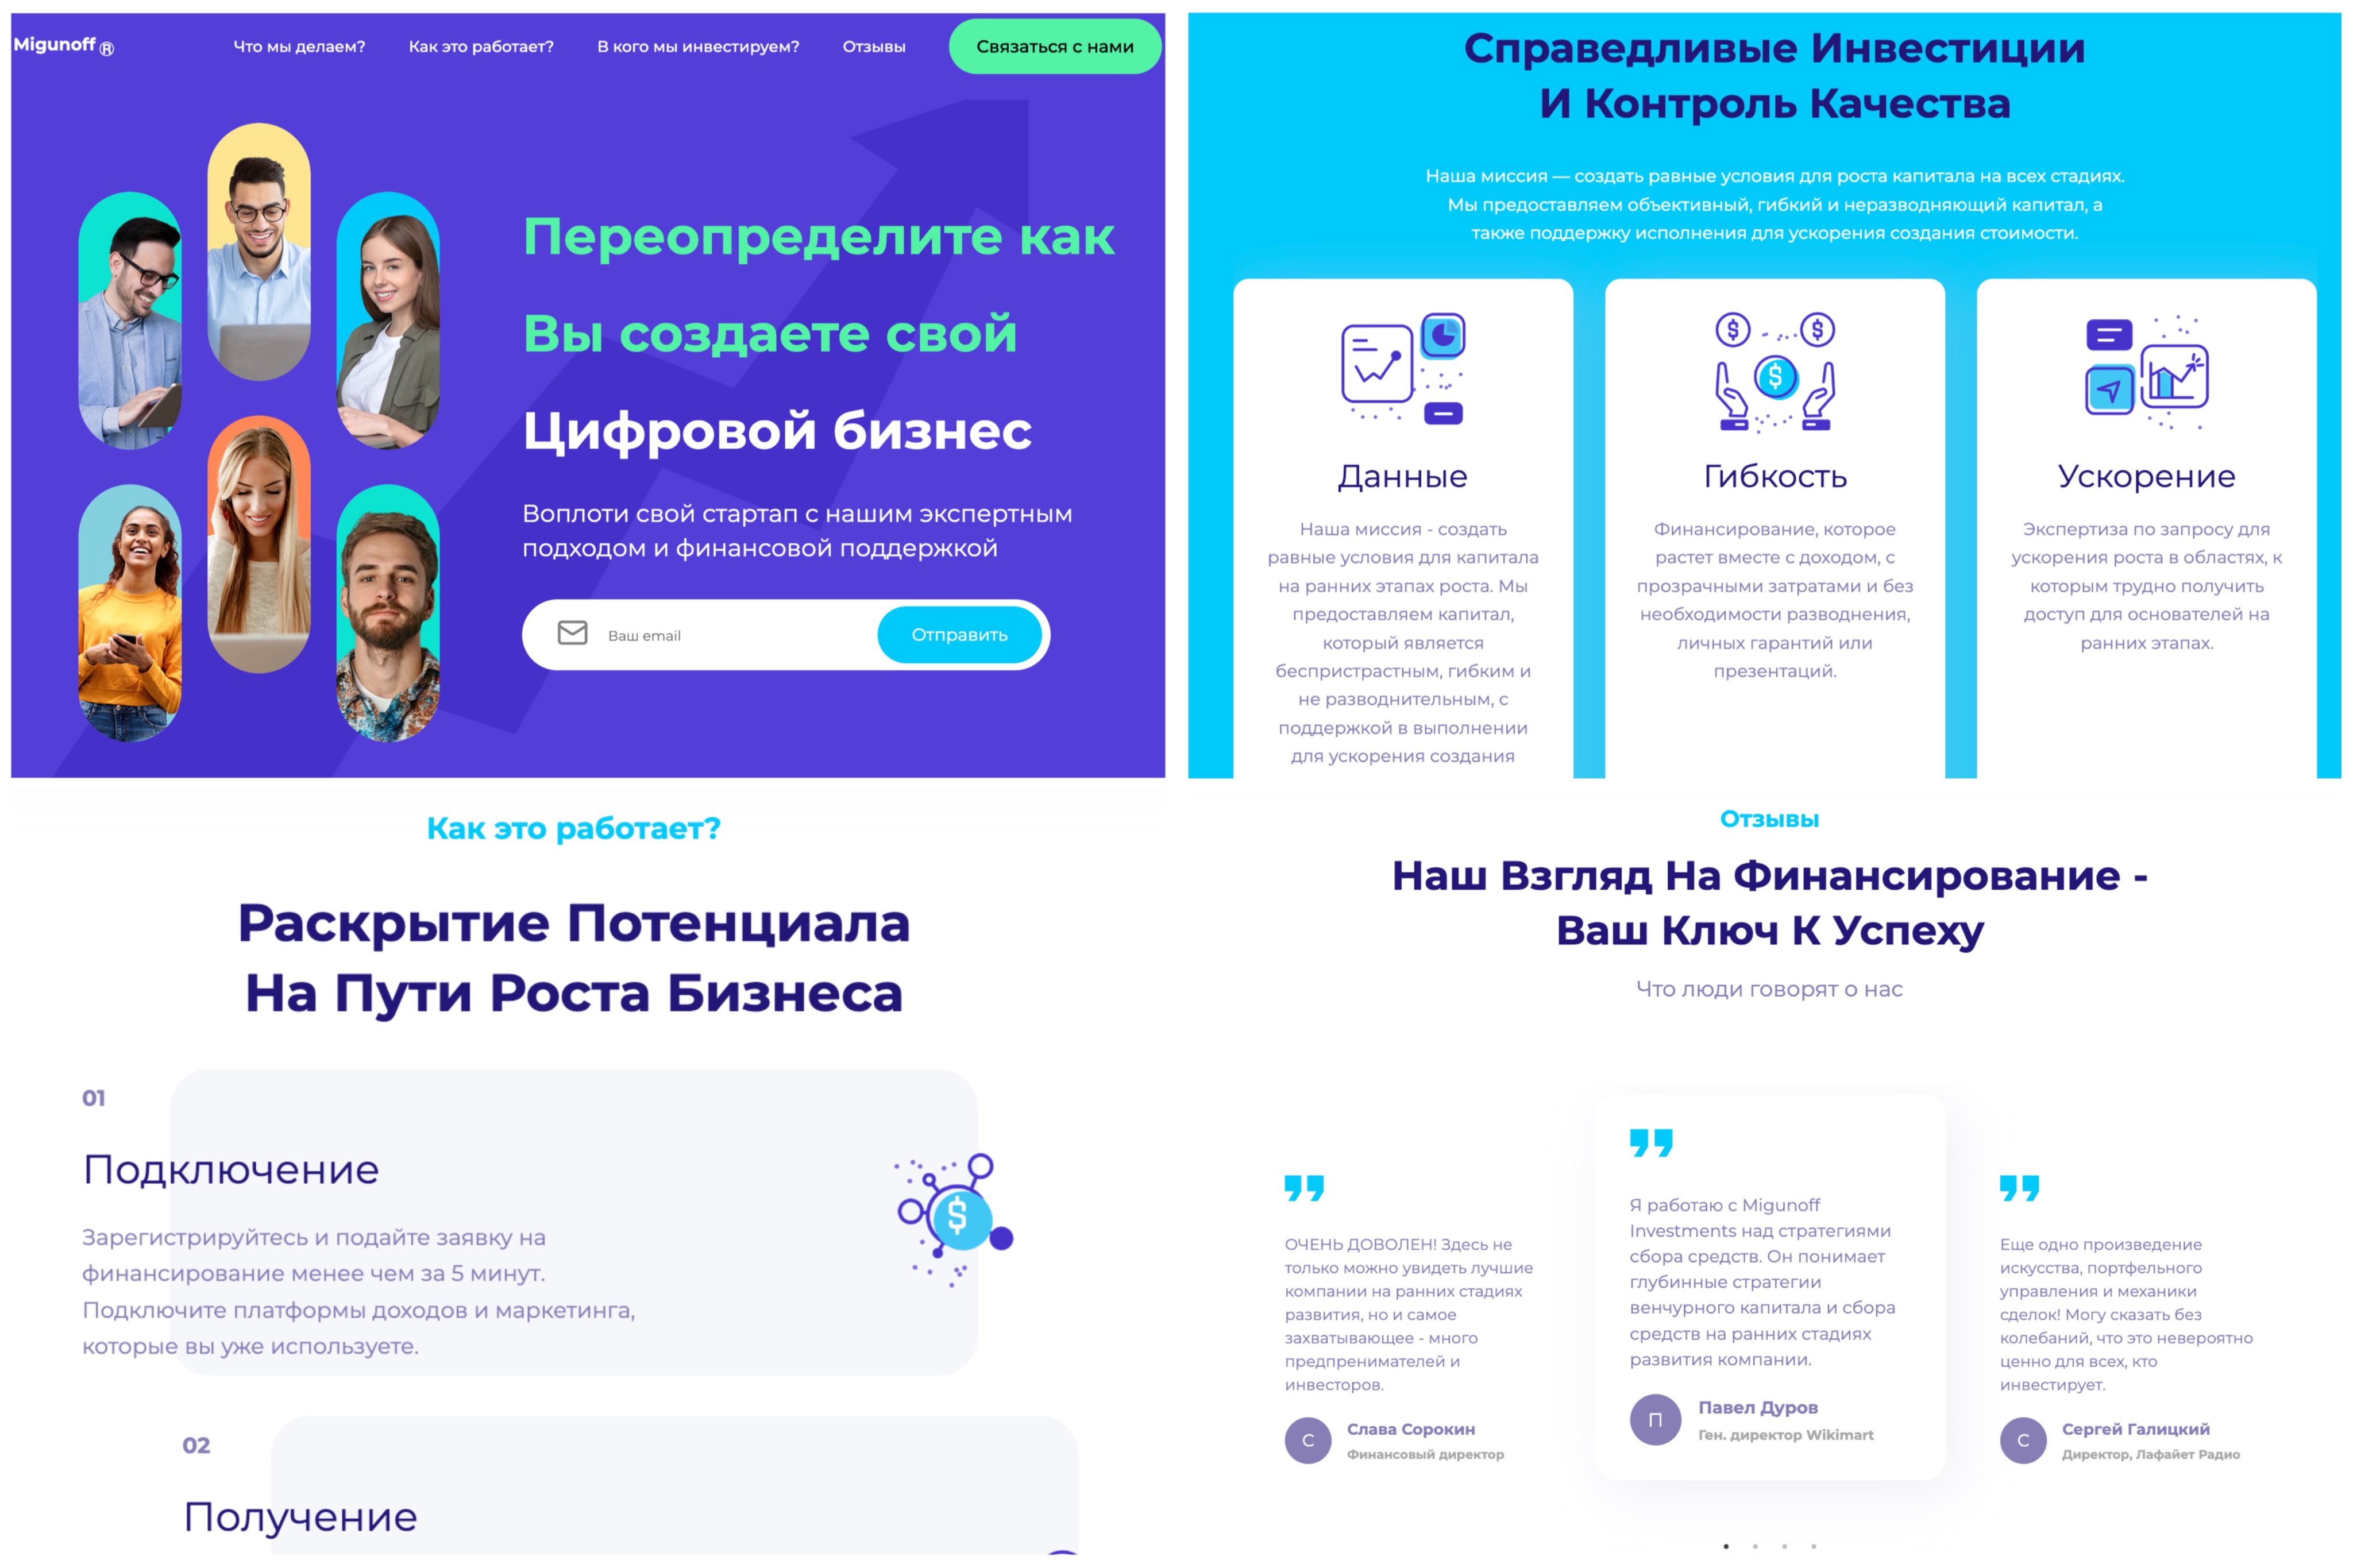 Migunoff ®
Что мы делаем?
Как это работает?
В кого мы инвестируем?
Отзывы
Связаться с нами
Переопределите как
Вы создаете свой
Цифровой бизнес
Воплоти свой стартап с нашим экспертным
подходом и финансовой поддержкой
Ваш email
Отправить
Справедливые Инвестиции
И Контроль Качества
Наша миссия — создать равные условия для роста капитала на всех стадиях.
Мы предоставляем объективный, гибкий и неразводняющий капитал, а
также поддержку исполнения для ускорения создания стоимости.
Данные
Наша миссия - создать
равные условия для капитала
на ранних этапах роста. Мы
предоставляем капитал,
который является
беспристрастным, гибким и
не разводнительным, с
поддержкой в выполнении
для ускорения создания
Гибкость
Финансирование, которое
растет вместе с доходом, с
прозрачными затратами и без
необходимости разводнения,
личных гарантий или
презентаций.
Ускорение
Экспертиза по запросу для
ускорения роста в областях, к
которым трудно получить
доступ для основателей на
ранних этапах.
Как это работает?
Раскрытие Потенциала
На Пути Роста Бизнеса
01
Подключение
Зарегистрируйтесь и подайте заявку на
финансирование менее чем за 5 минут.
Подключите платформы доходов и маркетинга,
которые вы уже используете.
02
Получение
Отзывы
Наш Взгляд На Финансирование -
Ваш Ключ К Успеху
Что люди говорят о нас
ОЧЕНЬ ДОВОЛЕН! Здесь не
только можно увидеть лучшие
компании на ранних стадиях
развития, но и самое
захватывающее - много
предпренимателей и
инвесторов.
С
Слава Сорокин
Финансовый директор
Я работаю с Migunoff
Investments над стратегиями
сбора средств. Он понимает
глубинные стратегии
венчурного капитала и сбора
средств на ранних стадиях
развития компании.
П
Павел Дуров
Ген. директор Wikimart
Еще одно произведение
искусства, портфельного
управления и механики
сделок! Могу сказать без
колебаний, что это невероятно
ценно для всех, кто
инвестирует.
С
Сергей Галицкий
Директор, Лафайет Радио